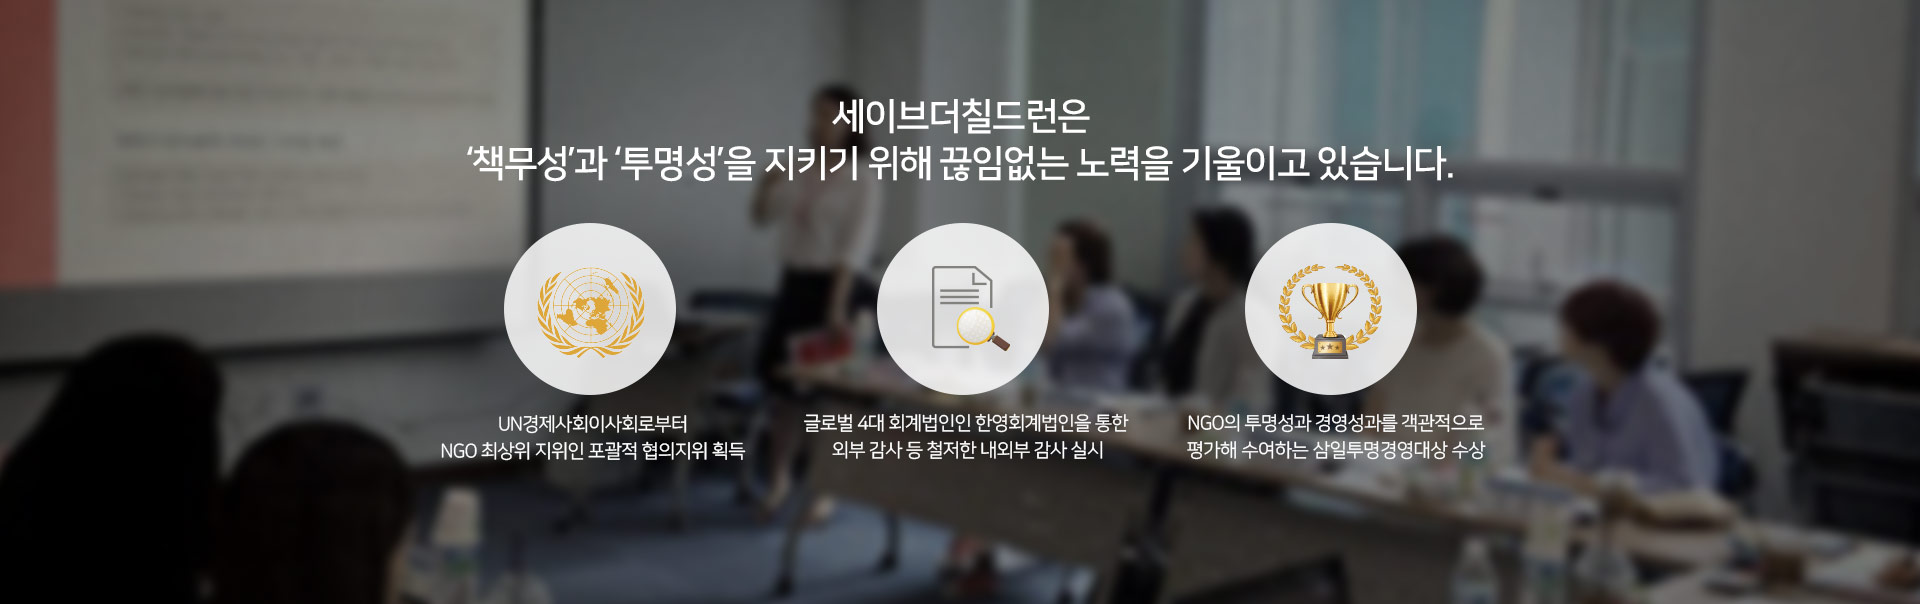 세이브더칠드런은
‘책무성’과 ‘투명성’을 지키기 위해 끊임없는 노력을 기울이고 있습니다.
UN경제사회이사회로부터
NGO 최상위 지위인 포괄적 협의지위 획득
글로벌 4대 회계법인인 한영회계법인을 통한
외부 감사 등 철저한 내외부 감사 실시
NGO의 투명성과 경영성과를 객관적으로
평가해 수여하는 삼일투명경영대상 수상